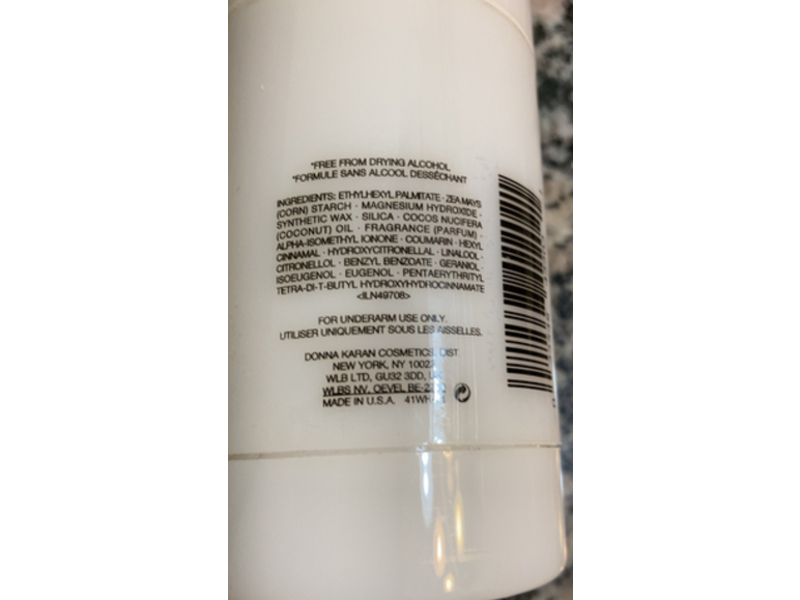 *FREE FROM DRYING ALCOHOL
*FORMULE SANS ALCOOL DESSÉCHANT
INGREDIENTS: ETHYLHEXYL PALMITATE · ZEA MAYS
(CORN) STARCH · MAGNESIUM HYDROXIDE ·
SYNTHETIC WAX · SILICA · COCOS NUCIFERA
(COCONUT) OIL · FRAGRANCE (PARFUM) ·
ALPHA-ISOMETHYL IONONE · COUMARIN · HEXYL
CINNAMAL · HYDROXYCITRONELLAL · LINALOOL ·
CITRONELLOL · BENZYL BENZOATE · GERANIOL ·
ISOEUGENOL · EUGENOL · PENTAERYTHRITYL
TETRA-DI-T-BUTYL HYDROXYHYDROCINNAMATE
<ILN49708>
FOR UNDERARM USE ONLY.
UTILISER UNIQUEMENT SOUS LES AISSELLES.
DONNA KARAN COSMETICS, DIST.
NEW YORK, NY 10022
WLB LTD, GU32 3DD,
WLBS NV, OEVEL
MADE IN U.S.A.